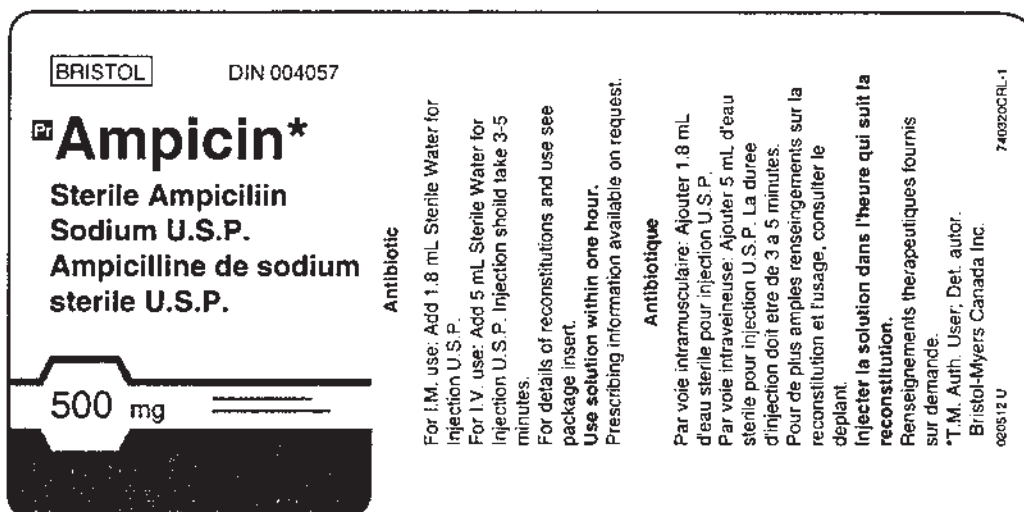 BRISTOL DIN 004057
Pr Ampicin*
Sterile Ampiciliin
Sodium U.S.P.
Ampicilline de sodium
sterile U.S.P.
500 mg
Antibiotic
For I.M. use: Add 1.8 mL Sterile Water for
Injection U.S.P.
For I.V. use: Add 5 mL Sterile Water for
Injection U.S.P. Injection shoild take 3-5
minutes.
For details of reconstitutions and use see
package insert.
Use solution within one hour.
Prescribing information available on request.
Antibiotique
Par voie intramusculaire: Ajouter 1.8 mL
d'eau sterile pour injection U.S.P.
Par voie intraveineuse: Ajouter 5 mL d'eau
sterile pour injection U.S.P. La duree
d'injection doit etre de 3 a 5 minutes.
Pour de plus amples renseingements sur la
reconstitution et l'usage, consulter le
deplant.
Injecter la solution dans l'heure qui suit la
reconstitution.
Renseignements therapeutiques fournis
sur demande.
*T.M. Auth. User; Det. autor.
Bristol-Myers Canada Inc.
020512 U 740320CRL-1